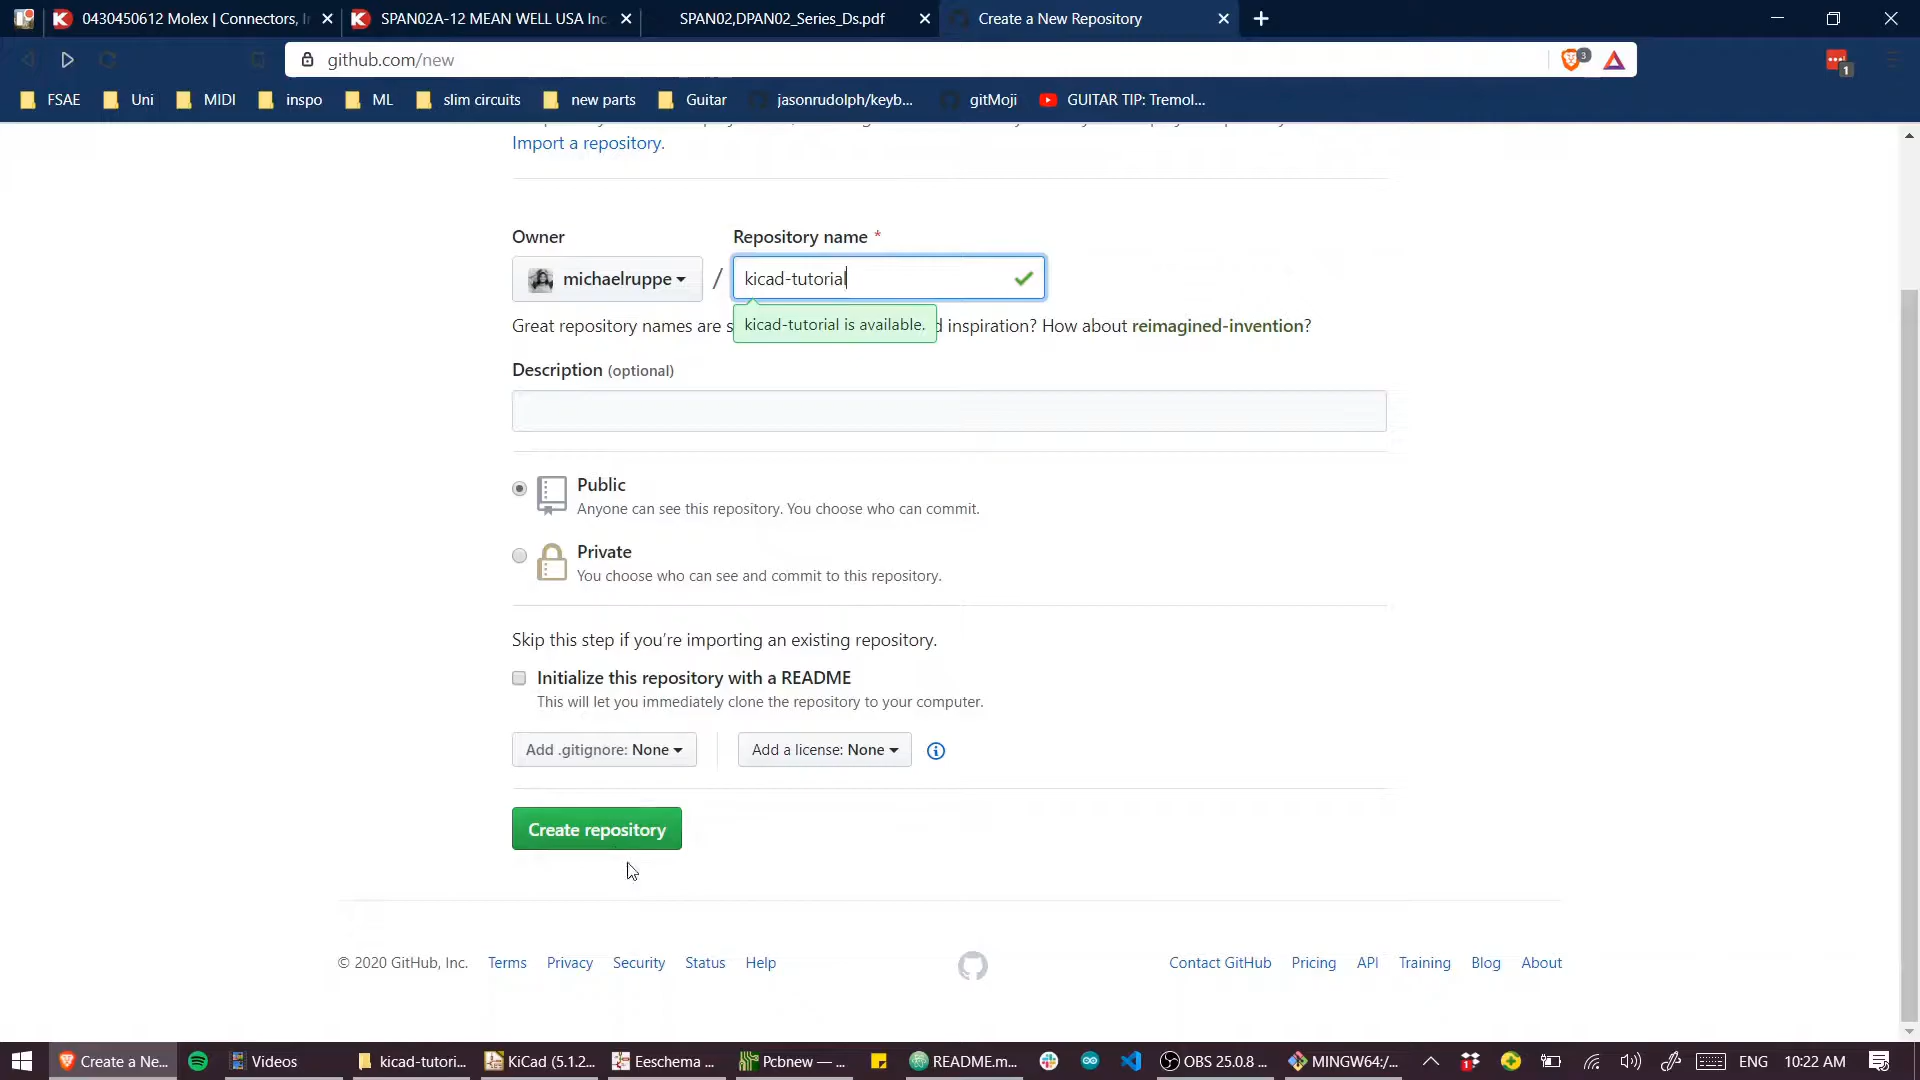 0430450612 Molex | Connectors, I
SPAN02A-12 MEAN WELL USA Inc
SPAN02,DPAN02_Series_Ds.pdf
Create a New Repository
github.com/new
3
1
FSAE
Uni
MIDI
inspo
ML
slim circuits
new parts
Guitar
jasonrudolph/keyb...
gitMoji
GUITAR TIP: Tremol...
Import a repository.
Owner
Repository name *
michaelruppe
/
kicad-tutorial
Great repository names are s
kicad-tutorial is available.
d inspiration? How about reimagined-invention?
Description (optional)
Public
Anyone can see this repository. You choose who can commit.
Private
You choose who can see and commit to this repository.
Skip this step if you're importing an existing repository.
Initialize this repository with a README
This will let you immediately clone the repository to your computer.
Add .gitignore: None
Add a license: None
Create repository
© 2020 GitHub, Inc.
Terms
Privacy
Security
Status
Help
Contact GitHub
Pricing
API
Training
Blog
About
Create a Ne...
Videos
kicad-tutori...
KiCad (5.1.2...
Eeschema ...
Pcbnew — ...
README.m...
OBS 25.0.8 ...
MINGW64:/...
ENG
10:22 AM